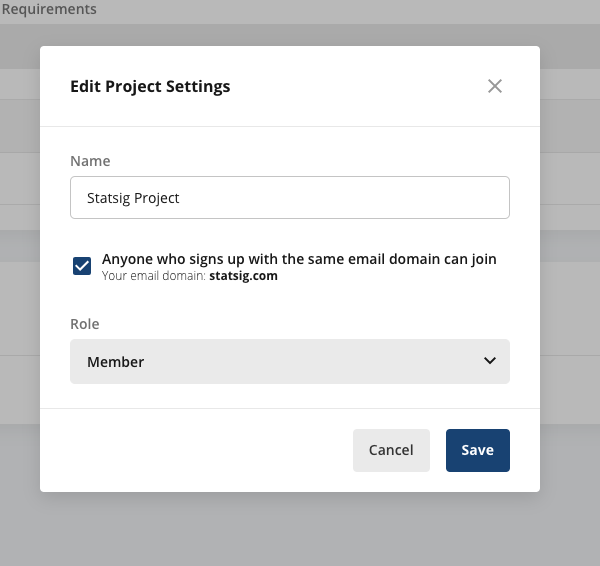 Requirements
Edit Project Settings
Name
Statsig Project
Anyone who signs up with the same email domain can join
Your email domain: statsig.com
Role
Member
Cancel
Save